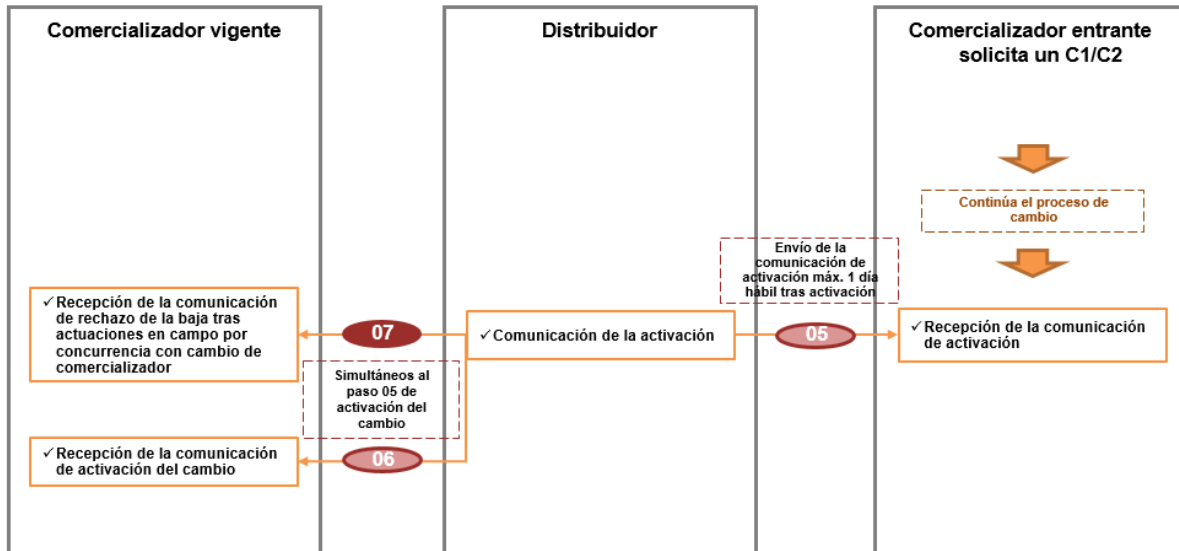 Comercializador vigente
Distribuidor
Comercializador entrante
solicita un C1/C2
Continúa el proceso de
cambio
Envío de la
comunicación de
activación máx. 1 día
hábil tras activación
✓Recepción de la comunicación
de rechazo de la baja tras
actuaciones en campo por
concurrencia con cambio de
comercializador
07
✓Comunicación de la activación
05
✓Recepción de la comunicación
de activación
Simultáneos al
paso 05 de
activación del
cambio
✓Recepción de la comunicación
de activación del cambio
06